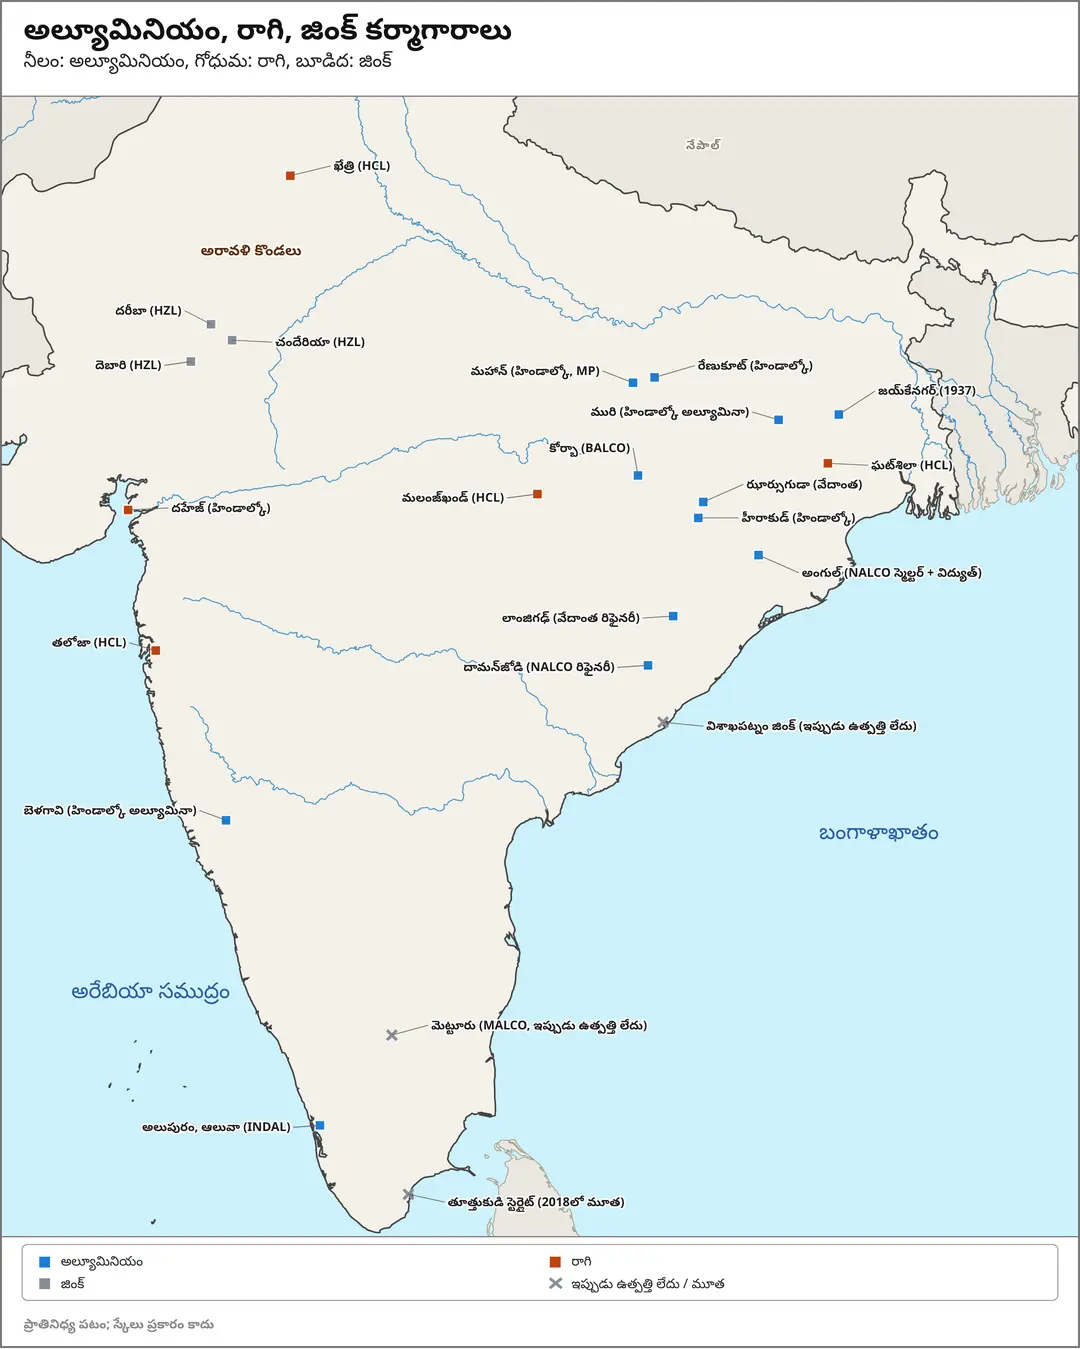 అల్యూమినియం, రాగి, జింక్ కర్మాగారాలు
నీలం: అల్యూమినియం, గోధుమ: రాగి, బూడిద: జింక్
నేపాల్
ఖేత్రి (HCL)
అరావళి కొండలు
దరీబా (HZL)
చందేరియా (HZL)
దెబారి (HZL)
మహాన్ (హిండాల్కో, MP)
రేణుకూట్ (హిండాల్కో)
జయ్‌కేనగర్ (1937)
మురి (హిండాల్కో అల్యూమినా)
కోర్బా (BALCO)
ఘట్‌శిలా (HCL)
ఝార్సుగుడా (వేదాంత)
మలంజ్‌ఖండ్ (HCL)
దహేజ్ (హిండాల్కో)
హీరాకుడ్ (హిండాల్కో)
అంగుల్ (NALCO స్మెల్టర్ + విద్యుత్)
లాంజిగఢ్ (వేదాంత రిఫైనరీ)
తలోజా (HCL)
దామన్‌జోడి (NALCO రిఫైనరీ)
విశాఖపట్నం జింక్ (ఇప్పుడు ఉత్పత్తి లేదు)
బెళగావి (హిండాల్కో అల్యూమినా)
బంగాళాఖాతం
అరేబియా సముద్రం
మెట్టూరు (MALCO, ఇప్పుడు ఉత్పత్తి లేదు)
అలుపురం, ఆలువా (INDAL)
తూత్తుకుడి స్టెరైట్ (2018లో మూత)
అల్యూమినియం
రాగి
జింక్
ఇప్పుడు ఉత్పత్తి లేదు / మూత
ప్రాతినిధ్య పటం; స్కేలు ప్రకారం కాదు